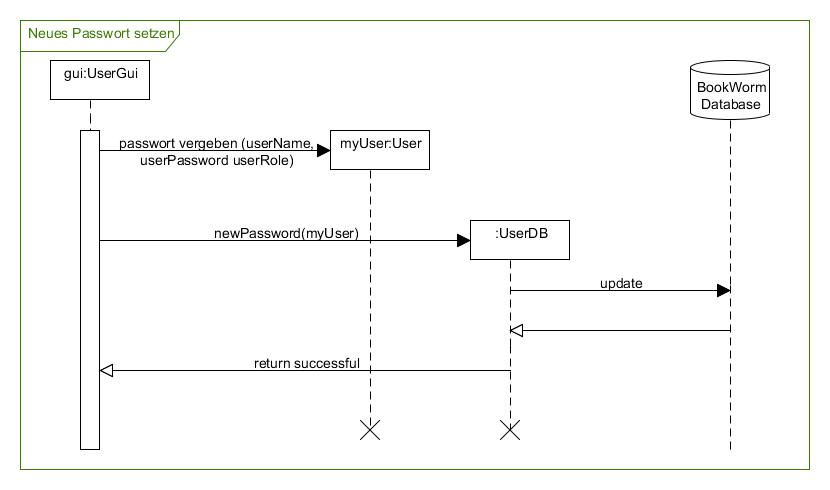 Neues Passwort setzen
gui:UserGui
BookWorm
Database
passwort vergeben (userName,
userPassword userRole)
myUser:User
newPassword(myUser)
:UserDB
update
return successful